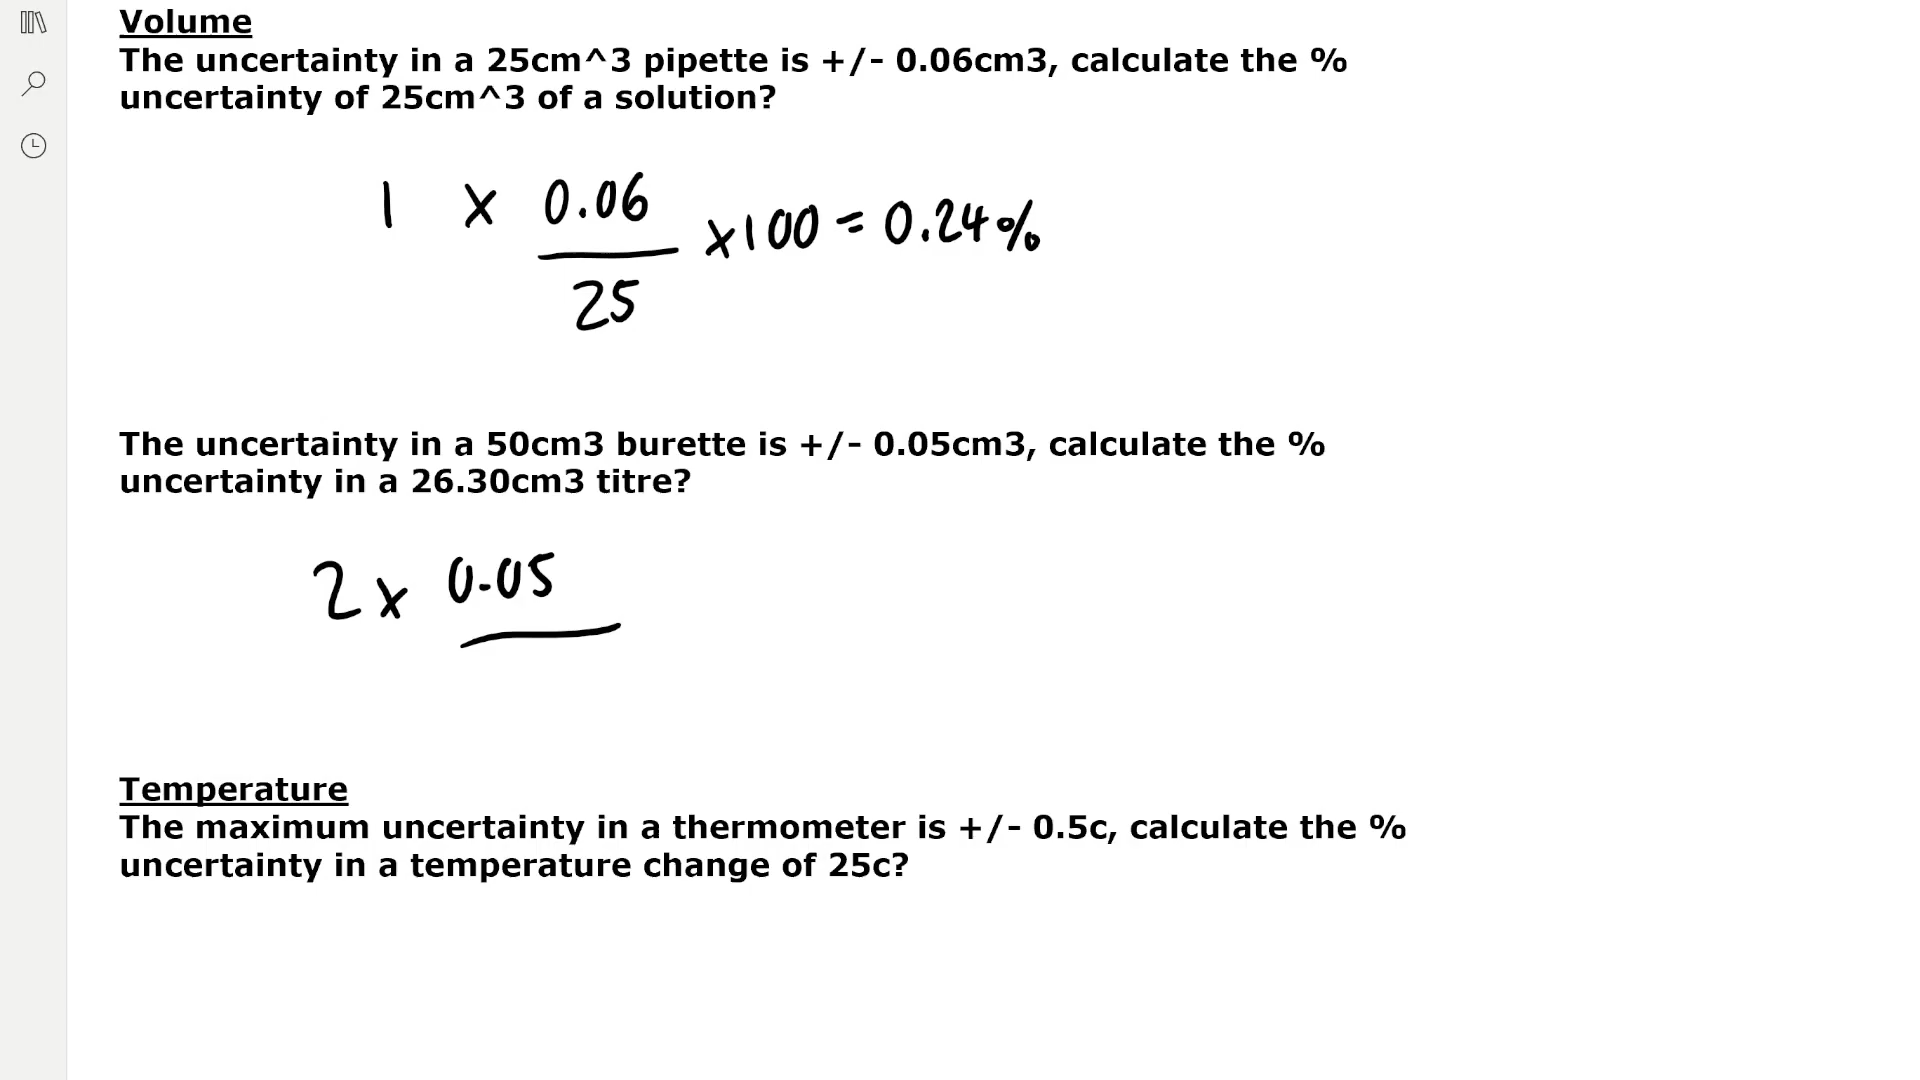 Volume
The uncertainty in a 25cm^3 pipette is +/- 0.06cm3, calculate the %
uncertainty of 25cm^3 of a solution?
1 x 0.06
x100 = 0.24%
25
The uncertainty in a 50cm3 burette is +/- 0.05cm3, calculate the %
uncertainty in a 26.30cm3 titre?
2 x 0.05
Temperature
The maximum uncertainty in a thermometer is +/- 0.5c, calculate the %
uncertainty in a temperature change of 25c?